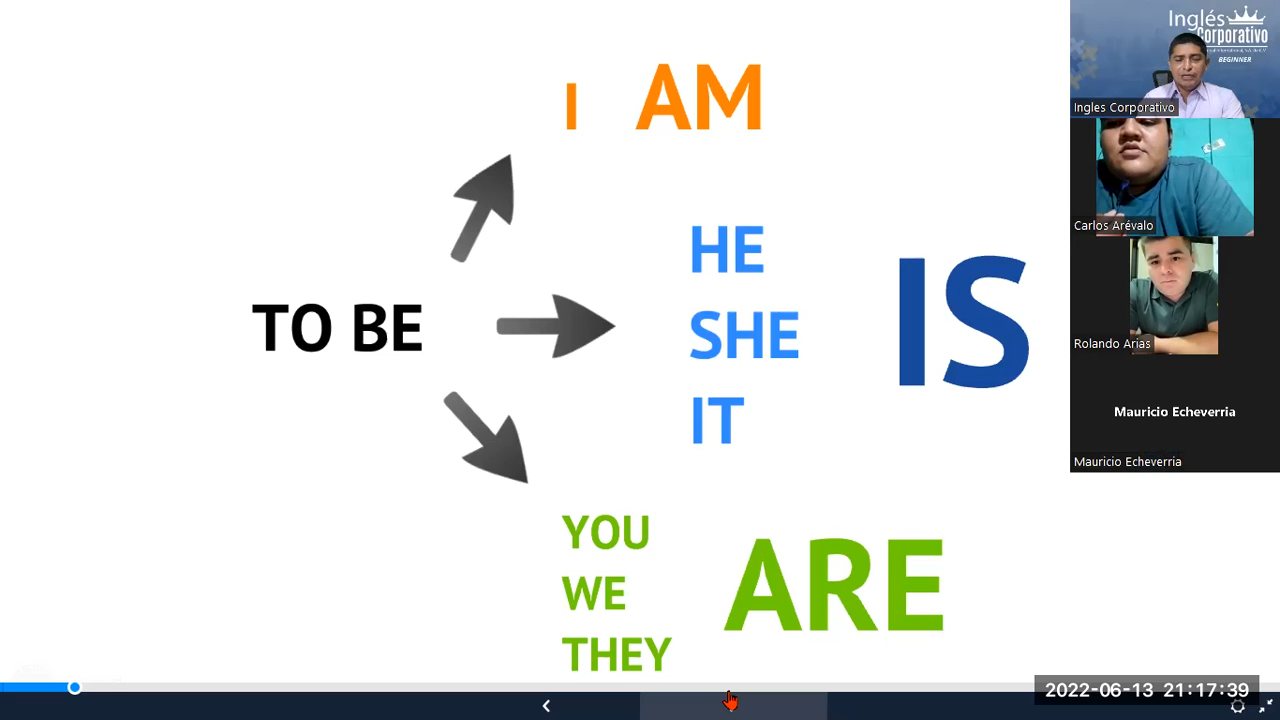 I AM
HE
SHE
IT
IS
TO BE
YOU
WE
THEY
ARE
Inglés
Corporativo
BEGINNER
Ingles Corporativo
Carlos Arévalo
Rolando Arias
Mauricio Echeverria
Mauricio Echeverria
2022-06-13 21:17:39